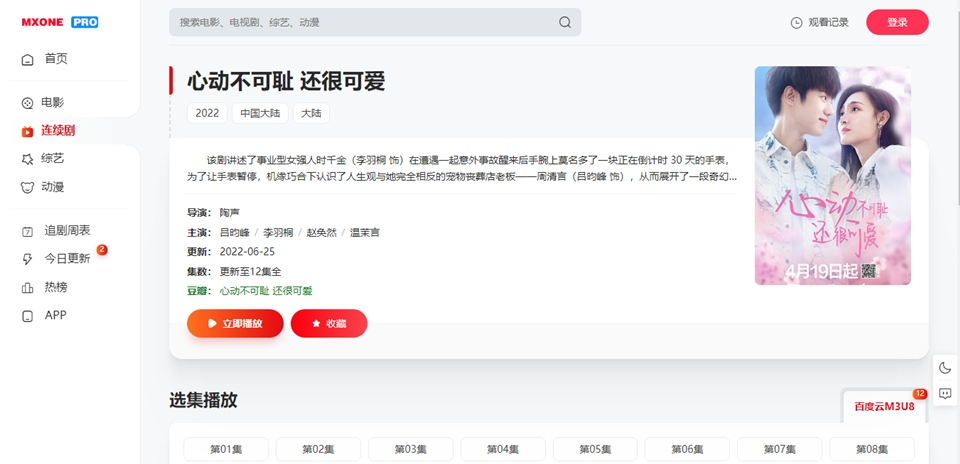 MXONE PRO
搜索电影、电视剧、综艺、动漫
观看记录
登录
首页
电影
连续剧
综艺
动漫
追剧周表
今日更新
2
热榜
APP
心动不可耻 还很可爱
2022
中国大陆
大陆
该剧讲述了事业型女强人时千金（李羽桐 饰）在遭遇一起意外事故醒来后手腕上莫名多了一块正在倒计时 30 天的手表，
为了让手表暂停，机缘巧合下认识了人生观与她完全相反的宠物丧葬店老板——周清言（吕昀峰 饰），从而展开了一段奇幻...
导演： 陶声
主演： 吕昀峰 / 李羽桐 / 赵奂然 / 温茉言
更新： 2022-06-25
集数： 更新至12集全
豆瓣： 心动不可耻 还很可爱
立即播放
收藏
心动不可耻
还很可爱
4月19日起
选集播放
百度云M3U8
12
第01集
第02集
第03集
第04集
第05集
第06集
第07集
第08集